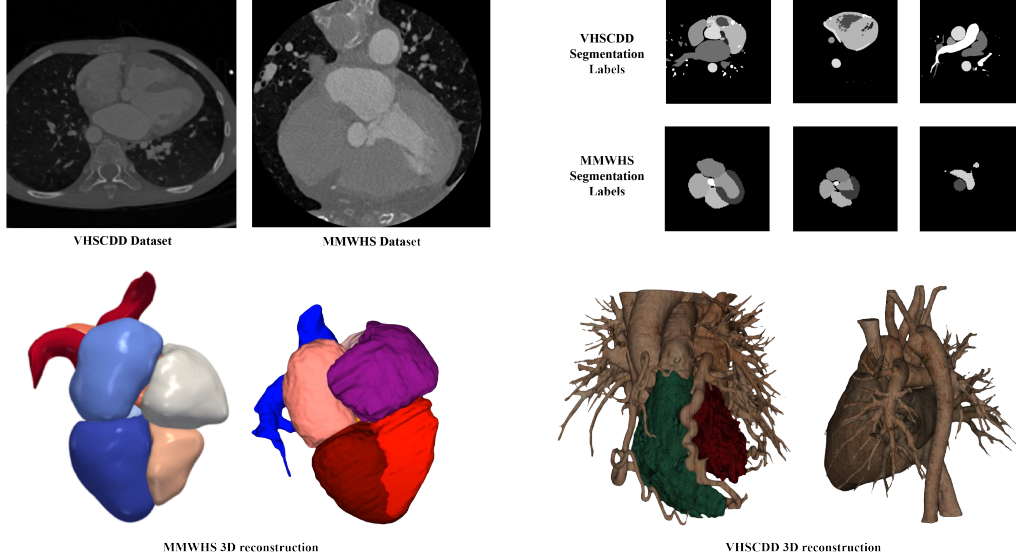 VHSCDD
Segmentation
Labels
MMWHS
Segmentation
Labels
VHSCDD Dataset
MMWHS Dataset
MMWHS 3D reconstruction
VHSCDD 3D reconstruction